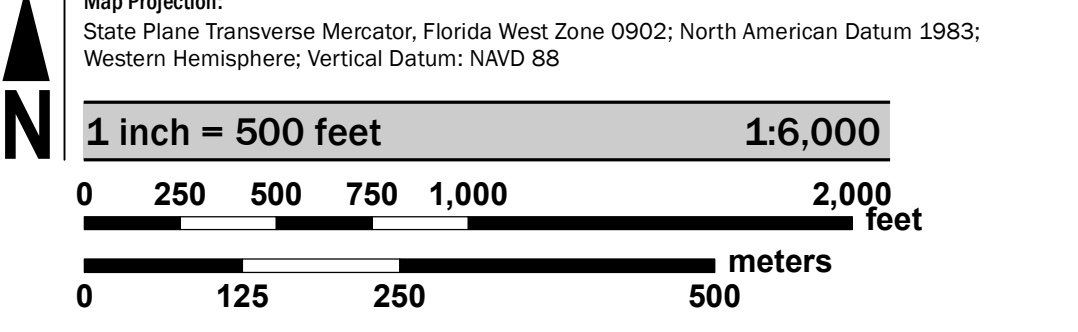 Map Projection:
State Plane Transverse Mercator, Florida West Zone 0902; North American Datum 1983;
Western Hemisphere; Vertical Datum: NAVD 88
N
1 inch = 500 feet 1:6,000
0 250 500 750 1,000 2,000
feet
meters
0 125 250 500